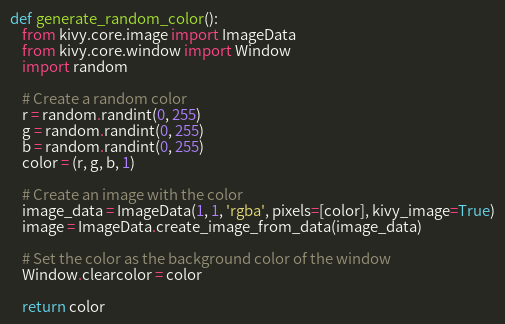 def generate_random_color():
    from kivy.core.image import ImageData
    from kivy.core.window import Window
    import random

    # Create a random color
    r = random.randint(0, 255)
    g = random.randint(0, 255)
    b = random.randint(0, 255)
    color = (r, g, b, 1)

    # Create an image with the color
    image_data = ImageData(1, 1, 'rgba', pixels=[color], kivy_image=True)
    image = ImageData.create_image_from_data(image_data)

    # Set the color as the background color of the window
    Window.clearcolor = color

    return color